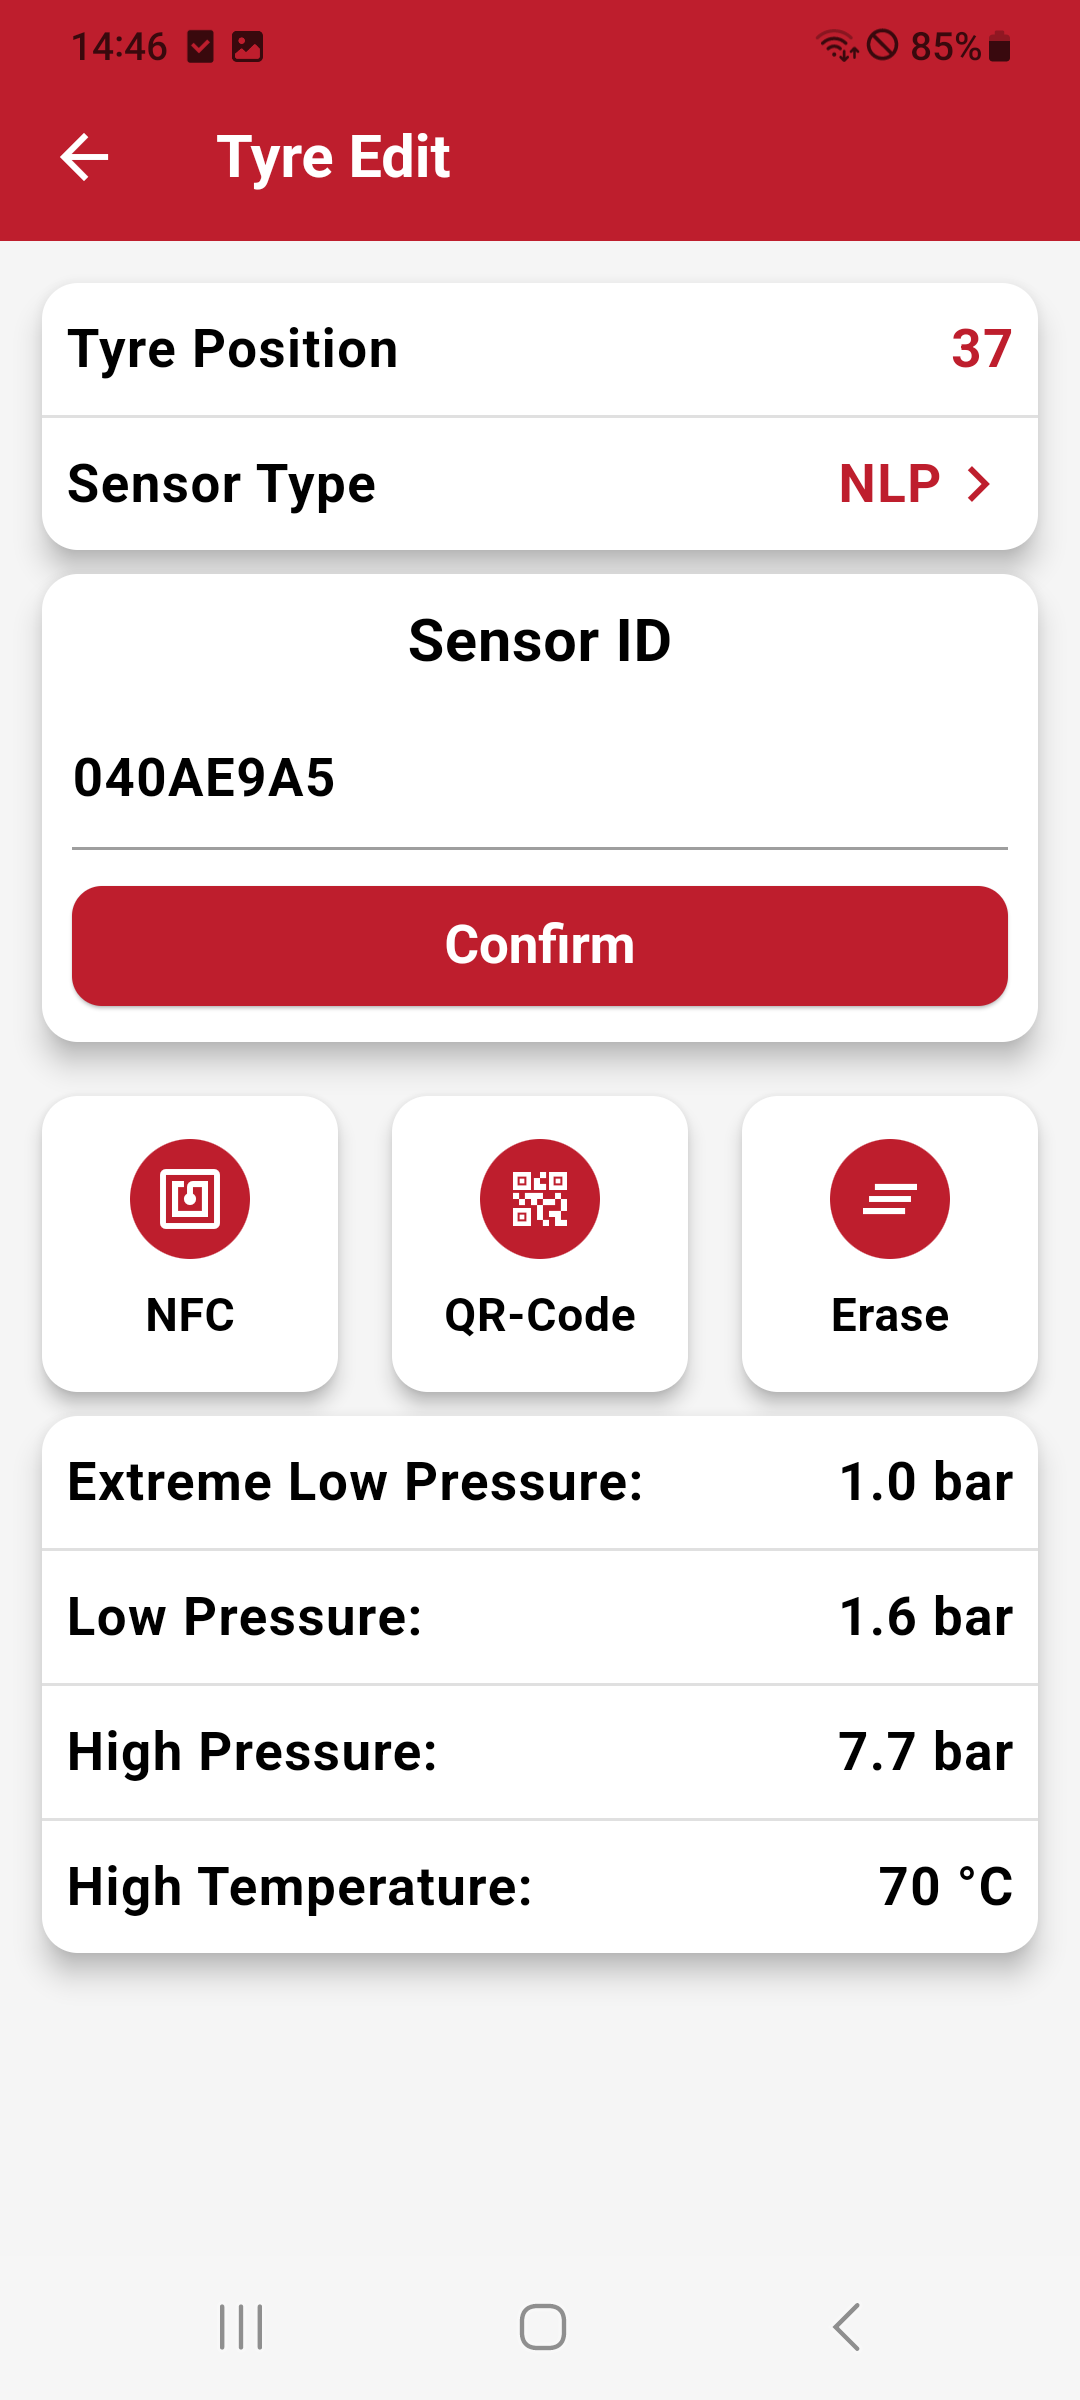 14:46 85%
Tyre Edit
Tyre Position 37
Sensor Type NLP
Sensor ID
040AE9A5
Confirm
NFC QR-Code Erase
Extreme Low Pressure: 1.0 bar
Low Pressure: 1.6 bar
High Pressure: 7.7 bar
High Temperature: 70 °C